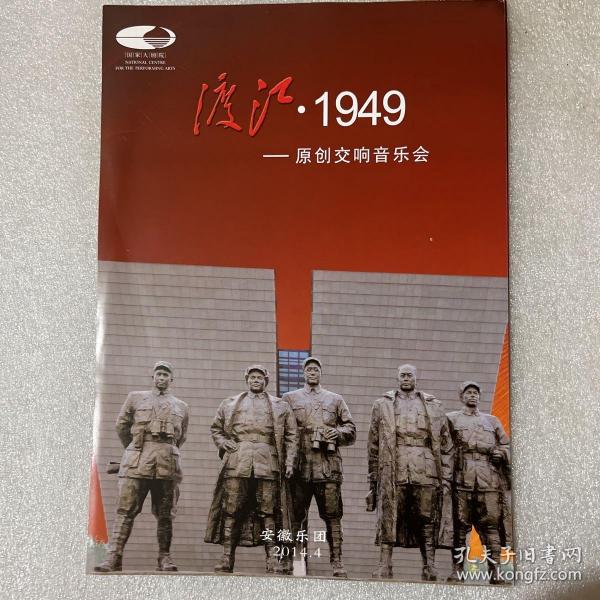 国家大剧院
NATIONAL CENTRE
FOR THE PERFORMING ARTS
渡江·1949
——原创交响音乐会
安徽乐团
2014.4
孔夫子旧书网
www.kongfz.com